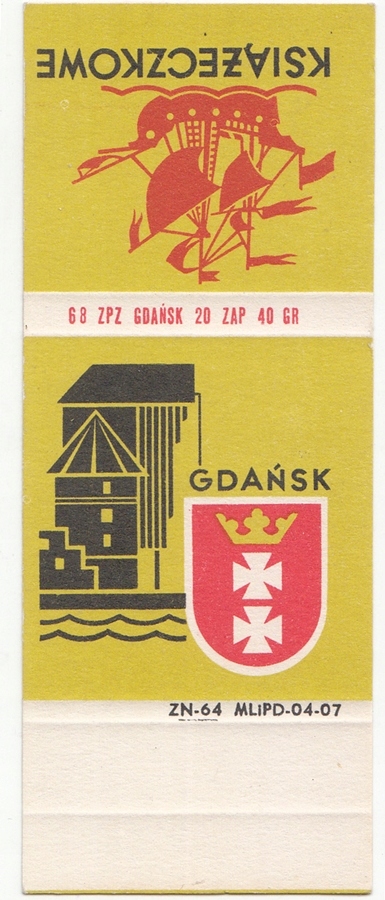 KSIĄŻECZKOWE
68 ZPZ GDAŃSK 20 ZAP 40 GR
GDAŃSK
ZN-64 MLiPD-04-07